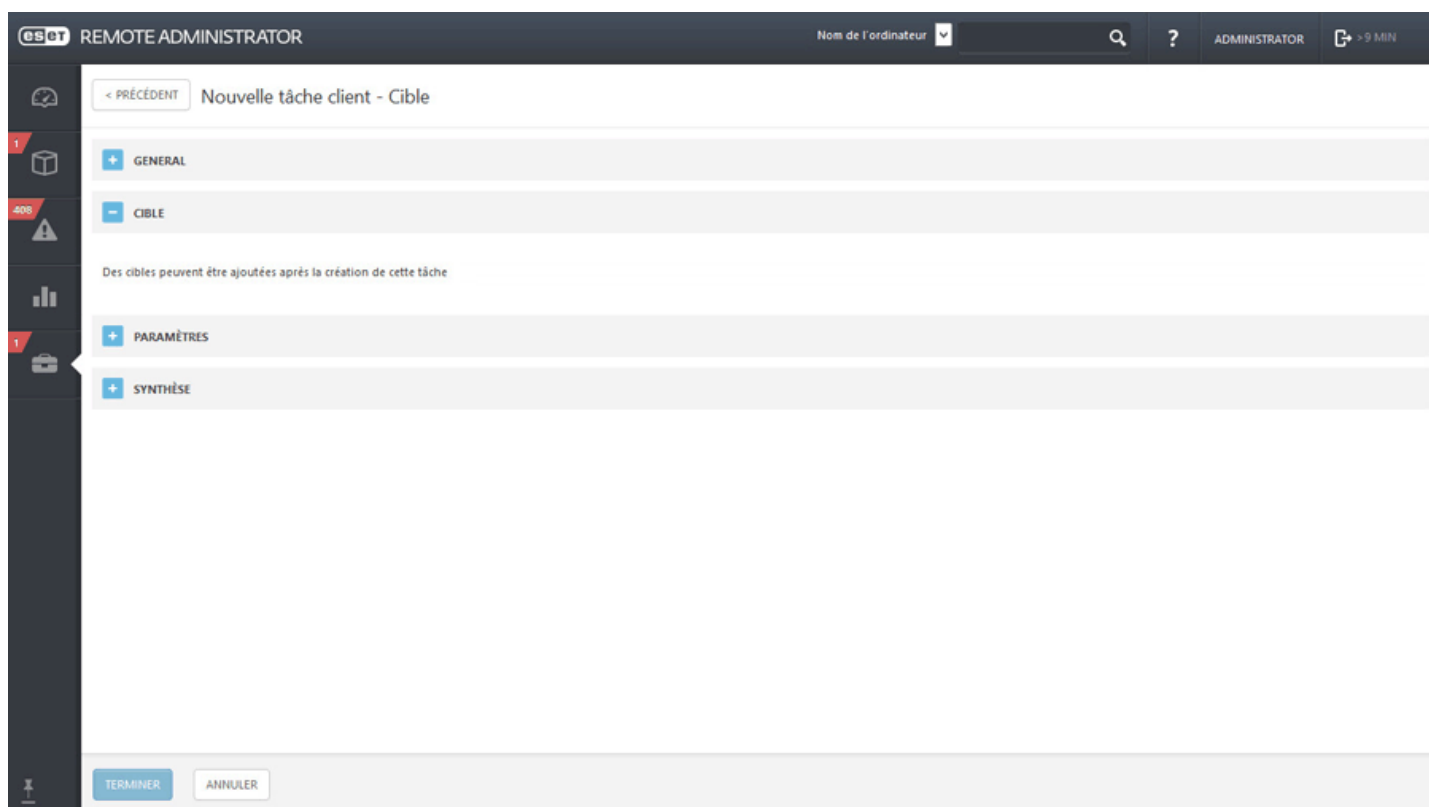 eset REMOTE ADMINISTRATOR
Nom de l'ordinateur
?
ADMINISTRATOR
>9 MIN
< PRÉCÉDENT
Nouvelle tâche client - Cible
1
408
1
+ GENERAL
− CIBLE
Des cibles peuvent être ajoutées après la création de cette tâche
+ PARAMÈTRES
+ SYNTHÈSE
TERMINER
ANNULER